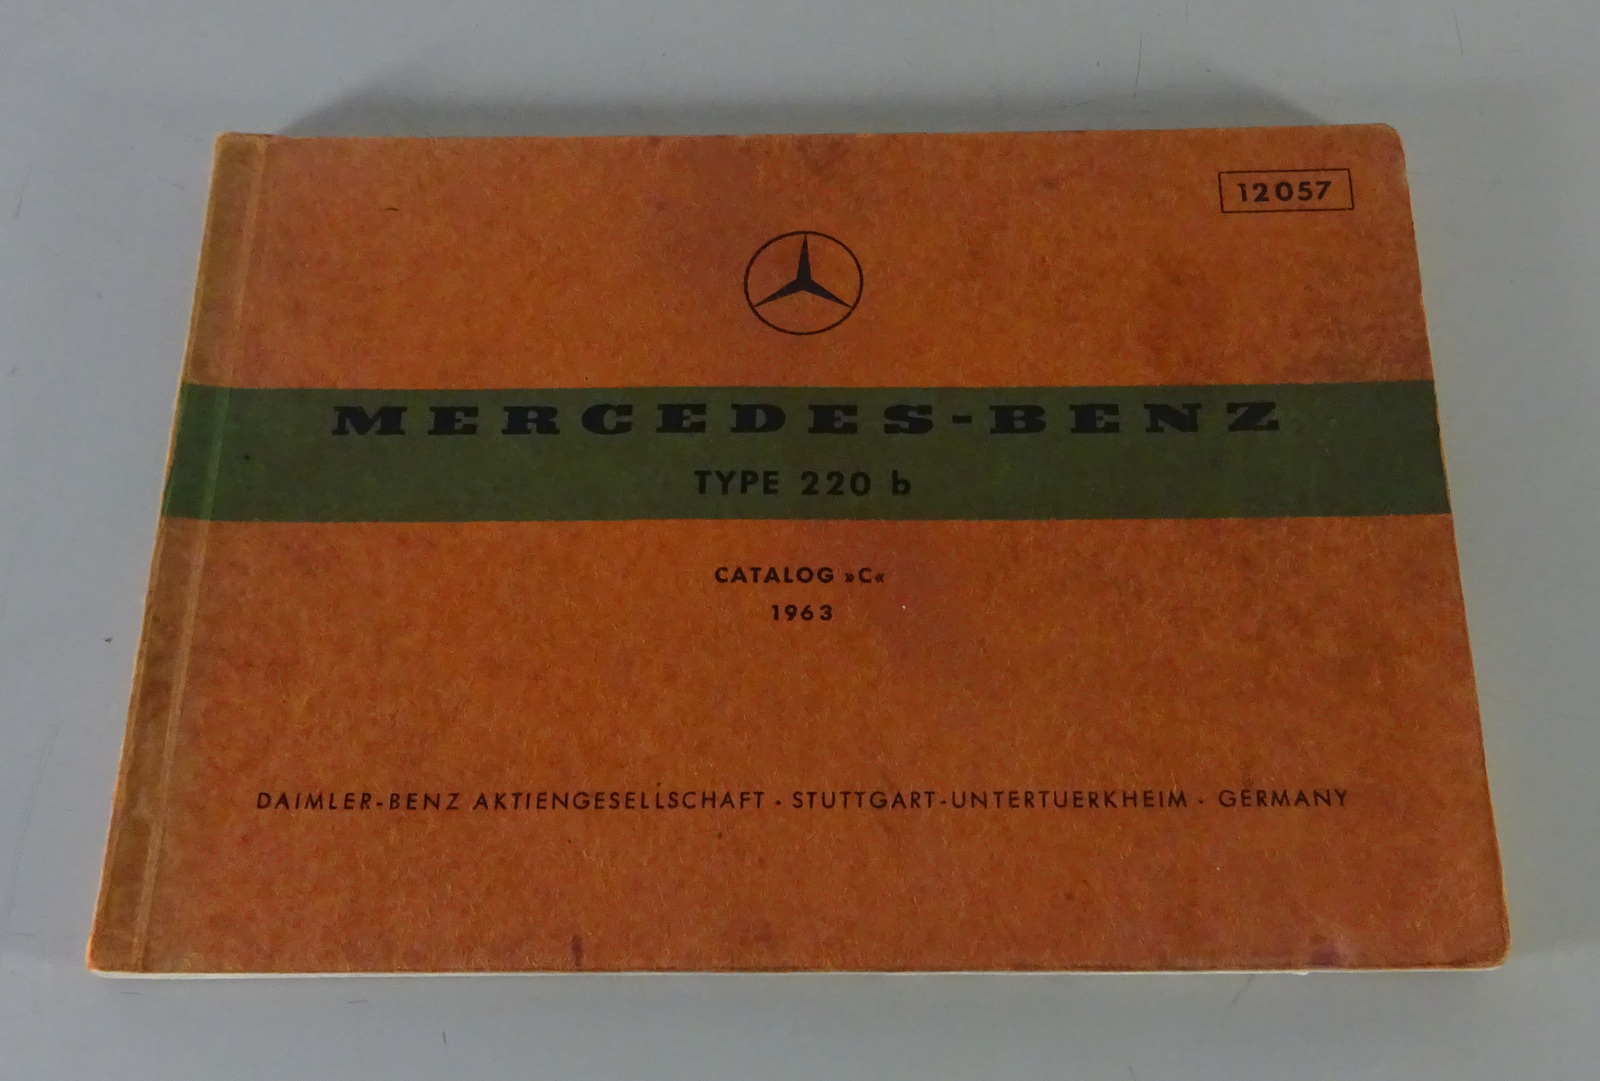 12057
MERCEDES-BENZ
TYPE 220 b
CATALOG »C«
1963
DAIMLER-BENZ AKTIENGESELLSCHAFT · STUTTGART-UNTERTUERKHEIM · GERMANY